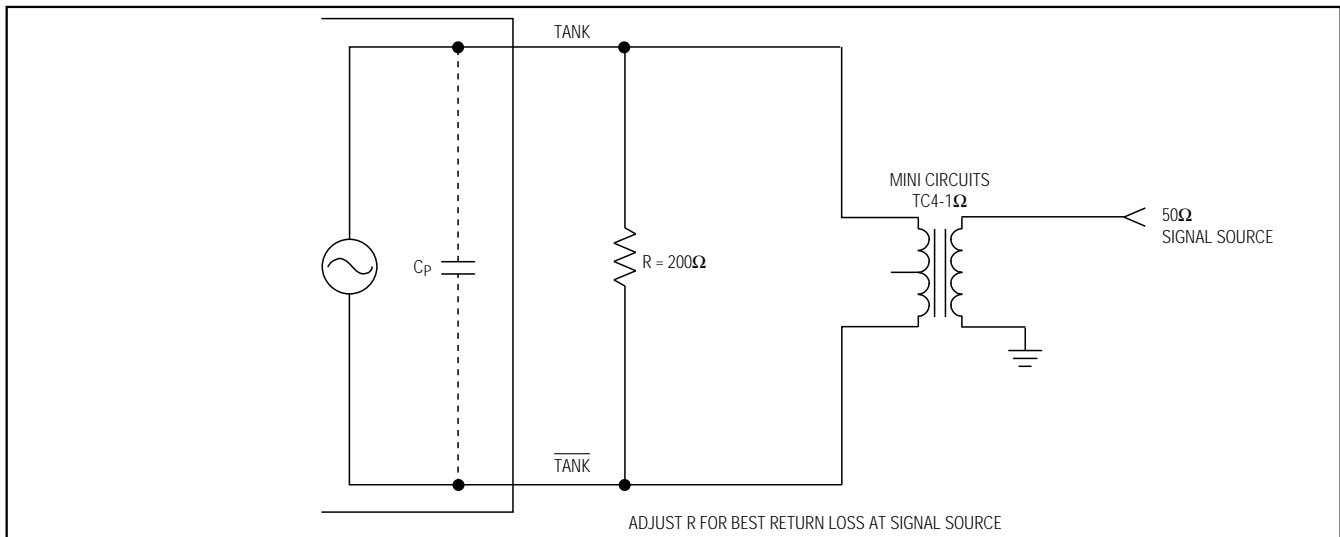 TANK
MINI CIRCUITS
TC4-1Ω
50Ω
SIGNAL SOURCE
CP
R = 200Ω
TANK
ADJUST R FOR BEST RETURN LOSS AT SIGNAL SOURCE